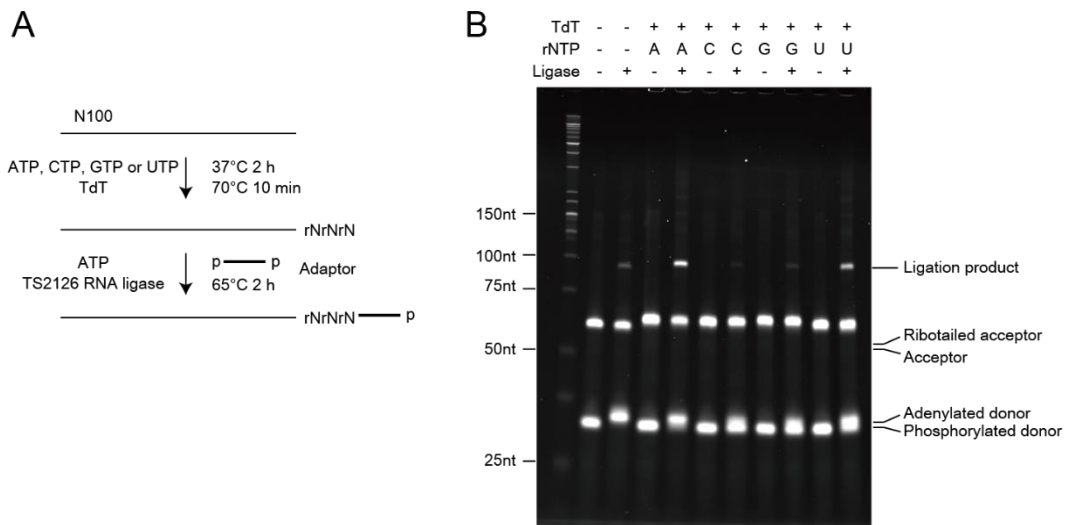 A
N100
ATP, CTP, GTP or UTP 37°C 2 h
TdT 70°C 10 min
rNrNrN
ATP p p Adaptor
TS2126 RNA ligase 65°C 2 h
rNrNrN p
B
TdT - - + + + + + + + +
rNTP - - A A C C G G U U
Ligase - + - + - + - + - +
150nt
100nt
75nt
50nt
25nt
Ligation product
Ribotailed acceptor
Acceptor
Adenylated donor
Phosphorylated donor